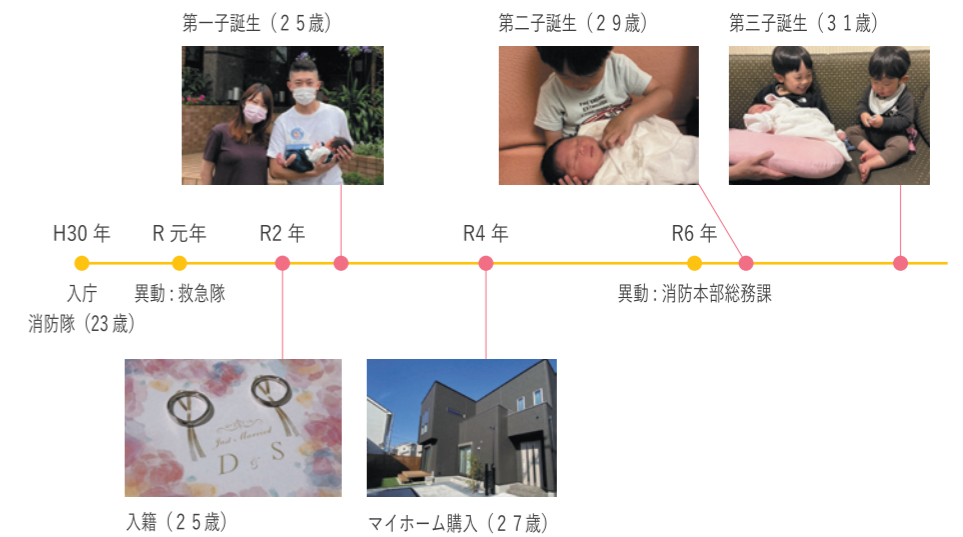 第一子誕生（２５歳）
第二子誕生（２９歳）
第三子誕生（３１歳）
H30 年
R 元年
R2 年
R4 年
R6 年
入庁
消防隊（23 歳）
異動 : 救急隊
異動 : 消防本部総務課
Just Married
D & S
入籍（２５歳）
マイホーム購入（２７歳）